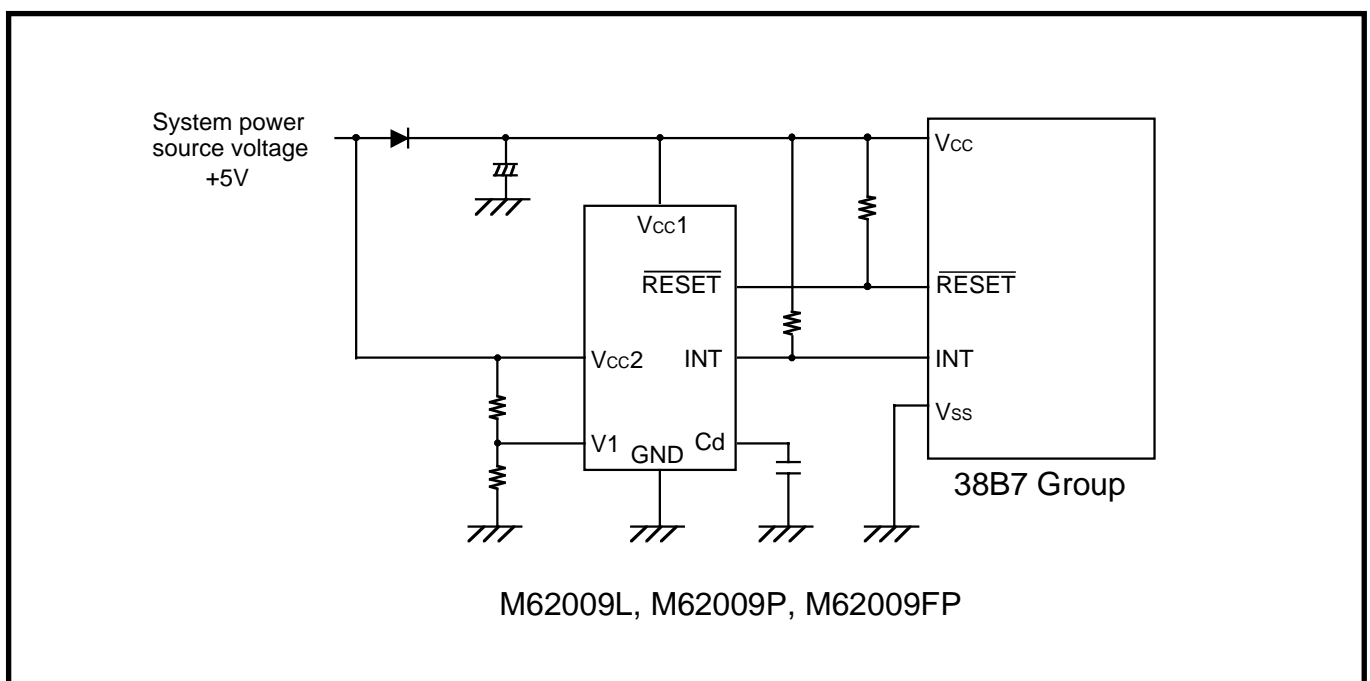 System power
source voltage
+5V
Vcc1
RESET
Vcc2
INT
V1
Cd
GND
Vcc
RESET
INT
Vss
38B7 Group
M62009L, M62009P, M62009FP